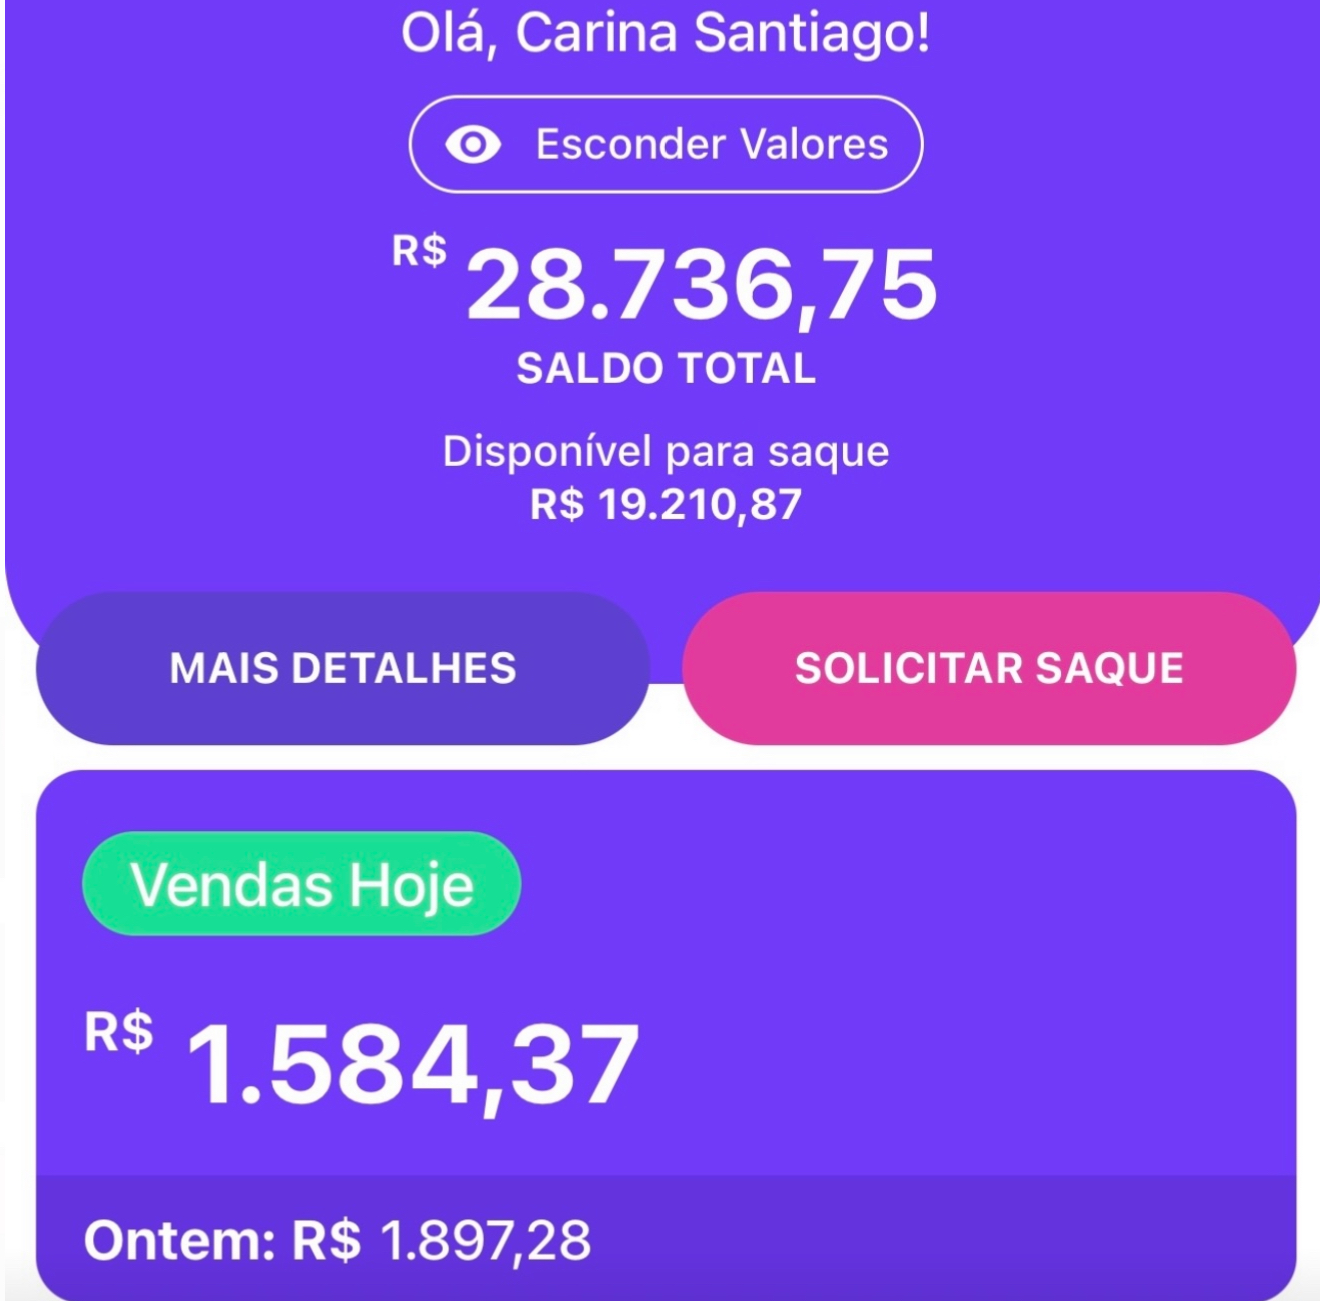 Olá, Carina Santiago!
Esconder Valores
R$ 28.736,75
SALDO TOTAL
Disponível para saque
R$ 19.210,87
MAIS DETALHES
SOLICITAR SAQUE
Vendas Hoje
R$ 1.584,37
Ontem: R$ 1.897,28